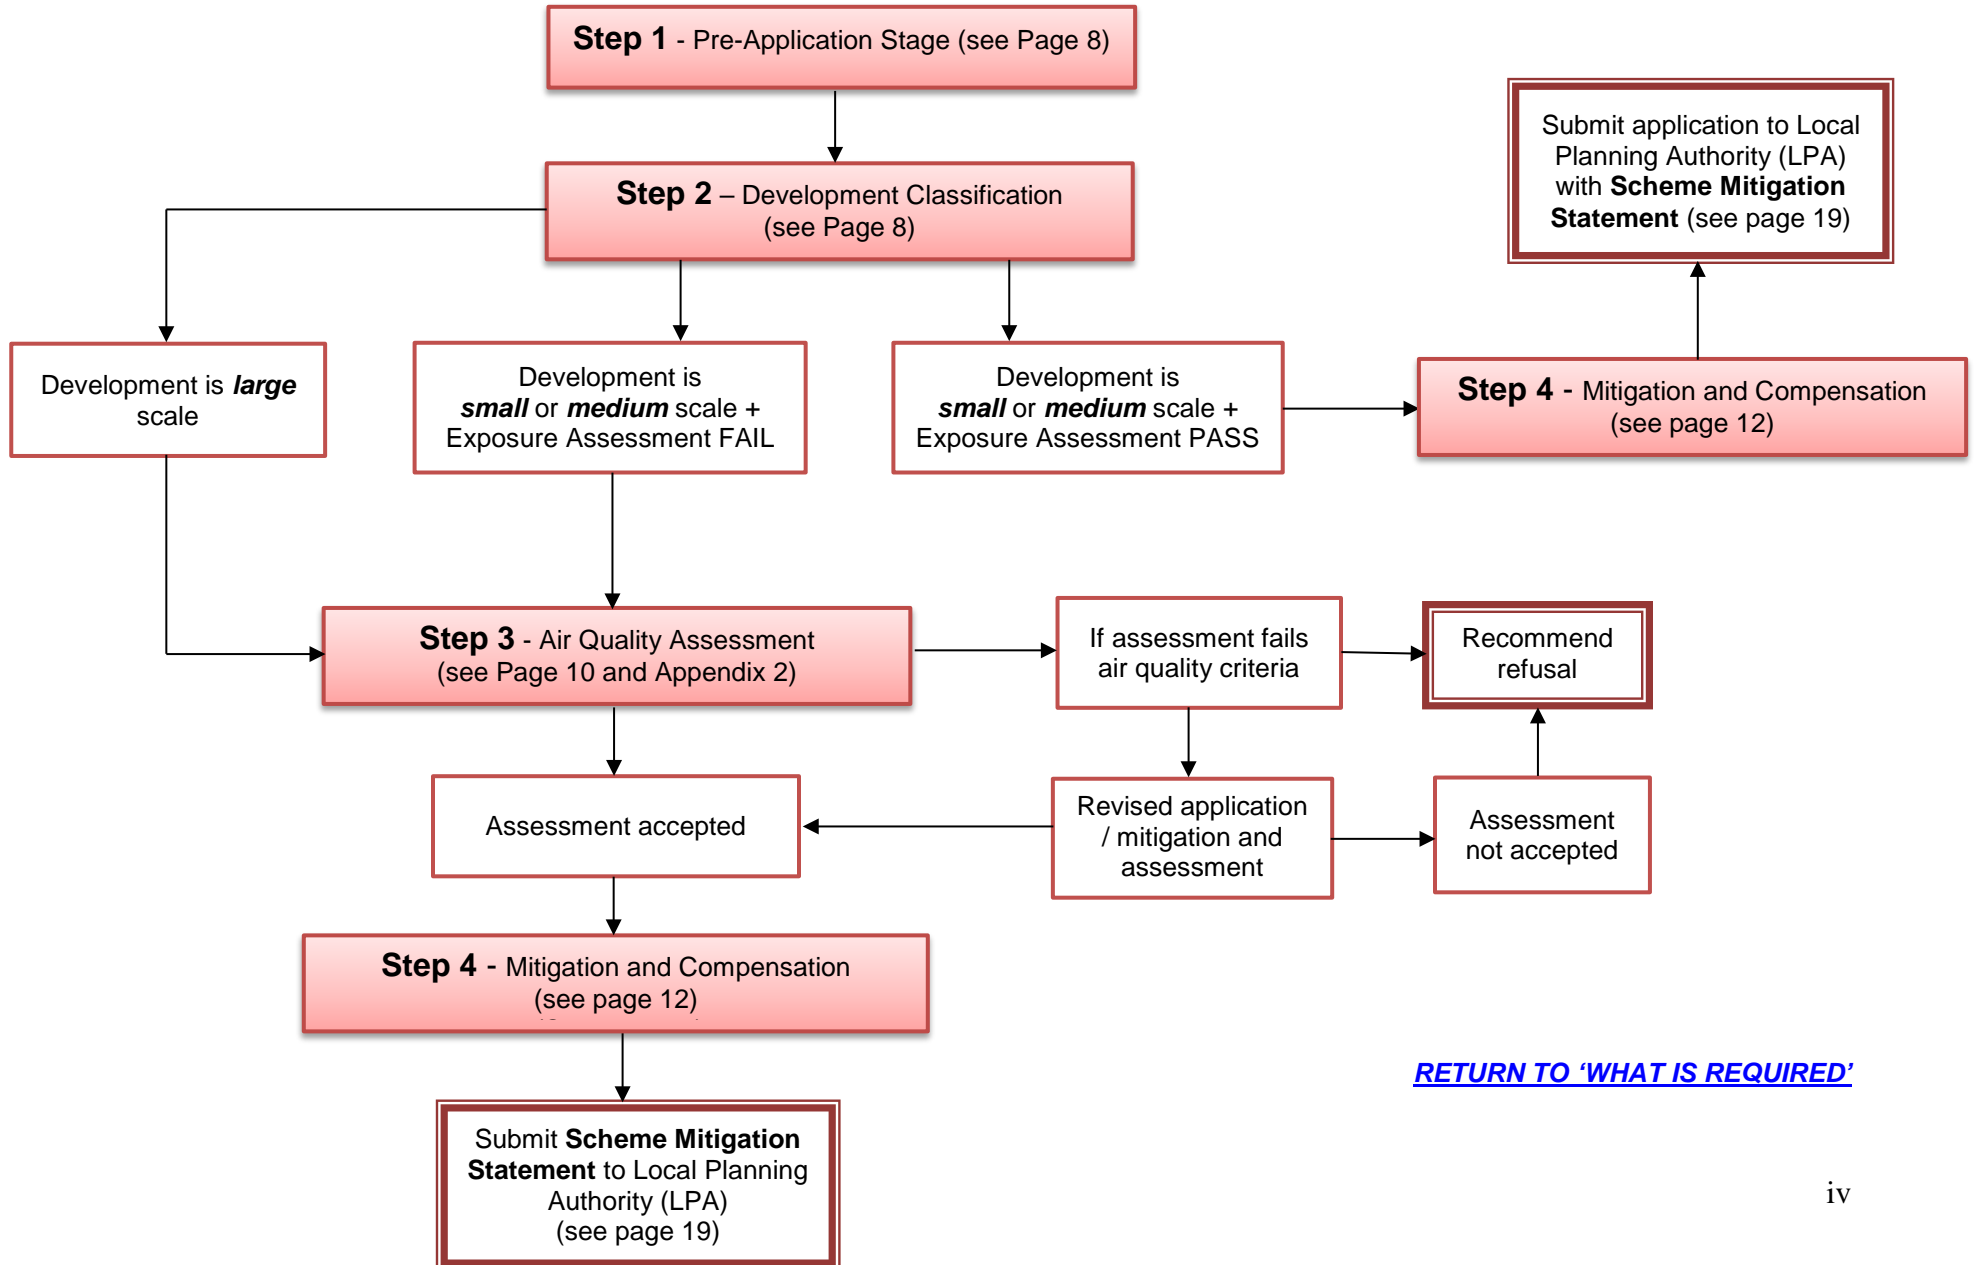 Step 1 - Pre-Application Stage (see Page 8)
Submit application to Local
Planning Authority (LPA)
with Scheme Mitigation
Statement (see page 19)
Step 2 – Development Classification
(see Page 8)
Development is large
scale
Development is
small or medium scale +
Exposure Assessment FAIL
Development is
small or medium scale +
Exposure Assessment PASS
Step 4 - Mitigation and Compensation
(see page 12)
Step 3 - Air Quality Assessment
(see Page 10 and Appendix 2)
If assessment fails
air quality criteria
Recommend
refusal
Assessment accepted
Revised application
/ mitigation and
assessment
Assessment
not accepted
Step 4 - Mitigation and Compensation
(see page 12)
RETURN TO ‘WHAT IS REQUIRED’
Submit Scheme Mitigation
Statement to Local Planning
Authority (LPA)
(see page 19)
iv